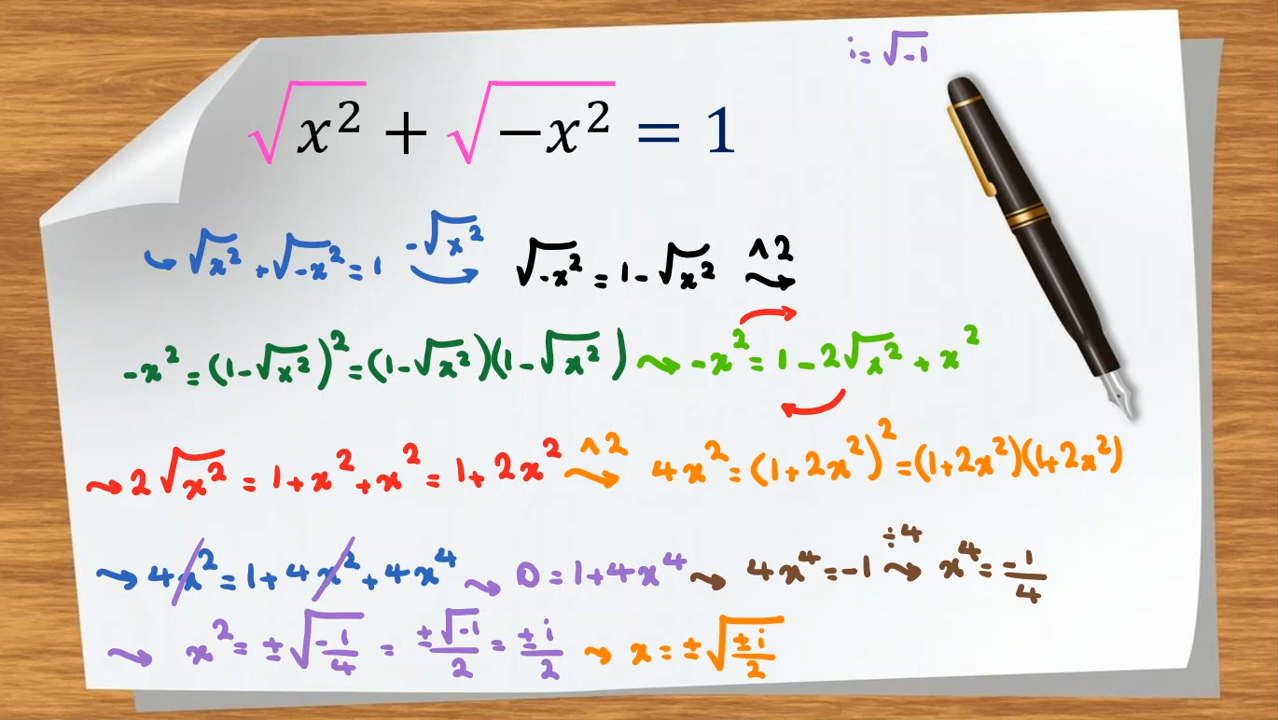 i = √-1
√x² + √-x² = 1
↪ √x² + √-x² = 1 -√x² → √-x² = 1 - √x² ^2 ⇝
-x² = (1-√x²)² = (1-√x²)(1-√x²) ⇝ -x² = 1 - 2√x² + x²
⇝ 2√x² = 1 + x² + x² = 1 + 2x² ^2 ⇝ 4x² = (1+2x²)² = (1+2x²)(1+2x²)
⇝ 4x² = 1 + 4x² + 4x⁴ ⇝ 0 = 1 + 4x⁴ ⇝ 4x⁴ = -1 ÷4 ⇝ x⁴ = -1/4
⇝ x² = ±√(-1/4) = ±√-1/2 = ±i/2 ⇝ x = ±√(±i/2)